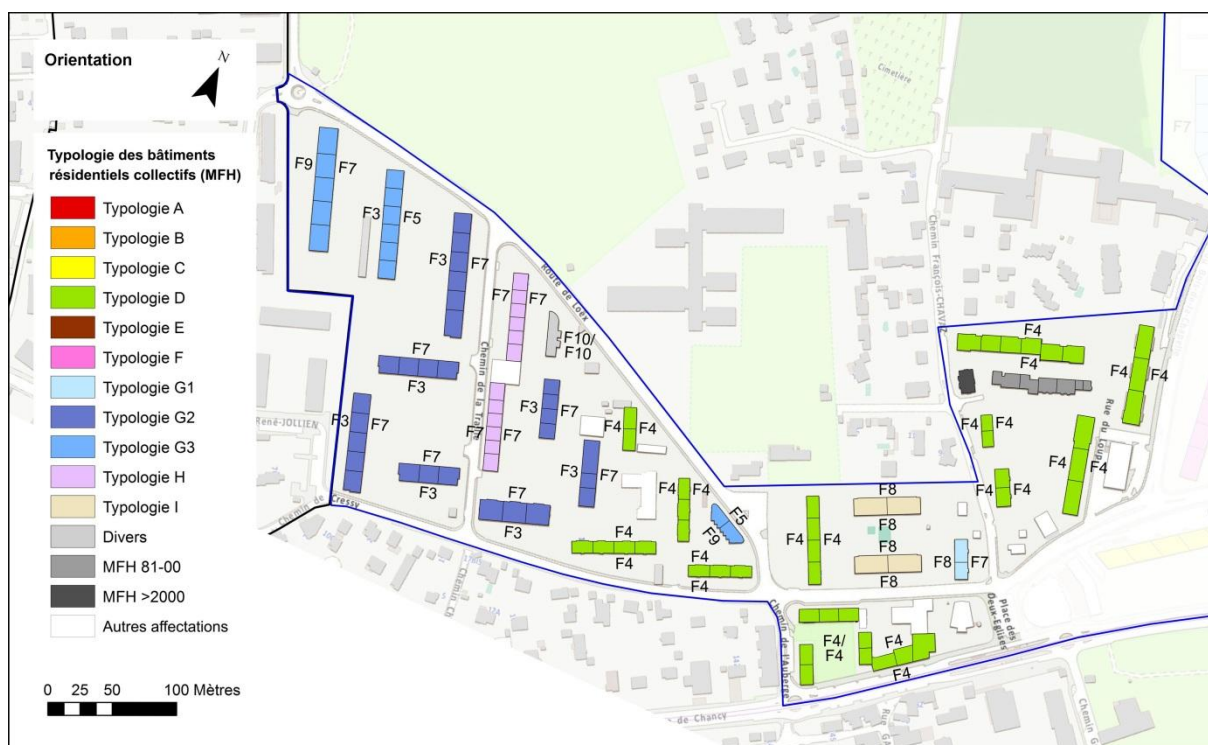 Orientation
N
Typologie des bâtiments
résidentiels collectifs (MFH)
Typologie A
Typologie B
Typologie C
Typologie D
Typologie E
Typologie F
Typologie G1
Typologie G2
Typologie G3
Typologie H
Typologie I
Divers
MFH 81-00
MFH >2000
Autres affectations
0 25 50 100 Mètres
Cimetière
F7
F9 F7
F3 F5
F3 F7
Route de Loëx
Chemin François-CHAVAZ
F7 F7
F10/
F10
F7
F3
Chemin de la Traille
F4
F4
F4 F4
Rue du Loup
F3 F7
F7 F7
F3 F7
F4 F4
René-JOLLIEN
F4 F4
F3 F7
F4 F4
F4 F4
F7
F3
F4 F4
Chemin de Cressy
F7
F3
F5
F9
F4 F4
F8
F8
F8 F7
F4
F4
F4
F4
Chemin de l'Auberge
F4/
F4
F4
F4
Place des
Deux-Eglises
de Chancy